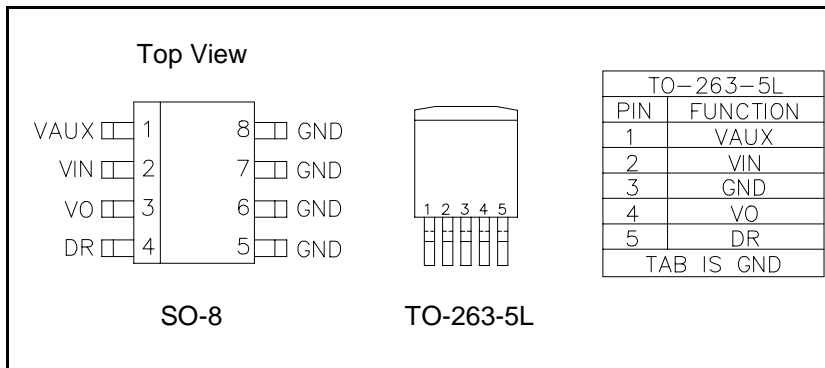 Top View
VAUX 1 8 GND
VIN 2 7 GND
VO 3 6 GND
DR 4 5 GND
SO-8
1 2 3 4 5
TO-263-5L
TO-263-5L
PIN FUNCTION
1 VAUX
2 VIN
3 GND
4 VO
5 DR
TAB IS GND